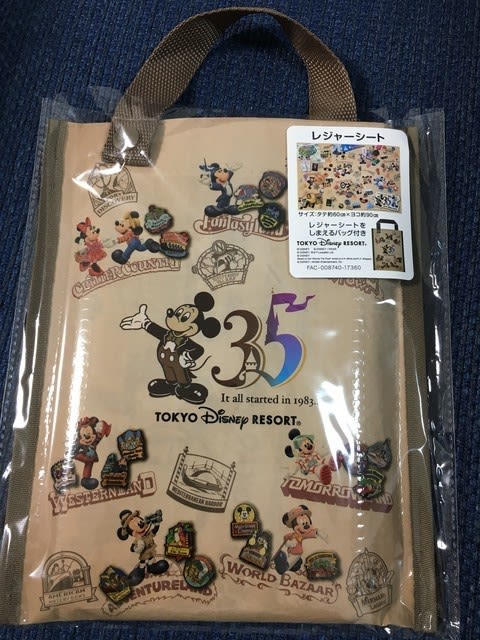 レジャーシート
サイズ:タテ約60cm×ヨコ約90cm
レジャーシートを
しまえるバッグ付き
TOKYO Disney RESORT®
FAC-008740-17360
FANTASYLAND
CRITTER COUNTRY
35
It all started in 1983...
TOKYO Disney RESORT®
WESTERNLAND
MEDITERRANEAN HARBOR
TOMORROWLAND
ADVENTURELAND
WORLD BAZAAR
AMERICAN